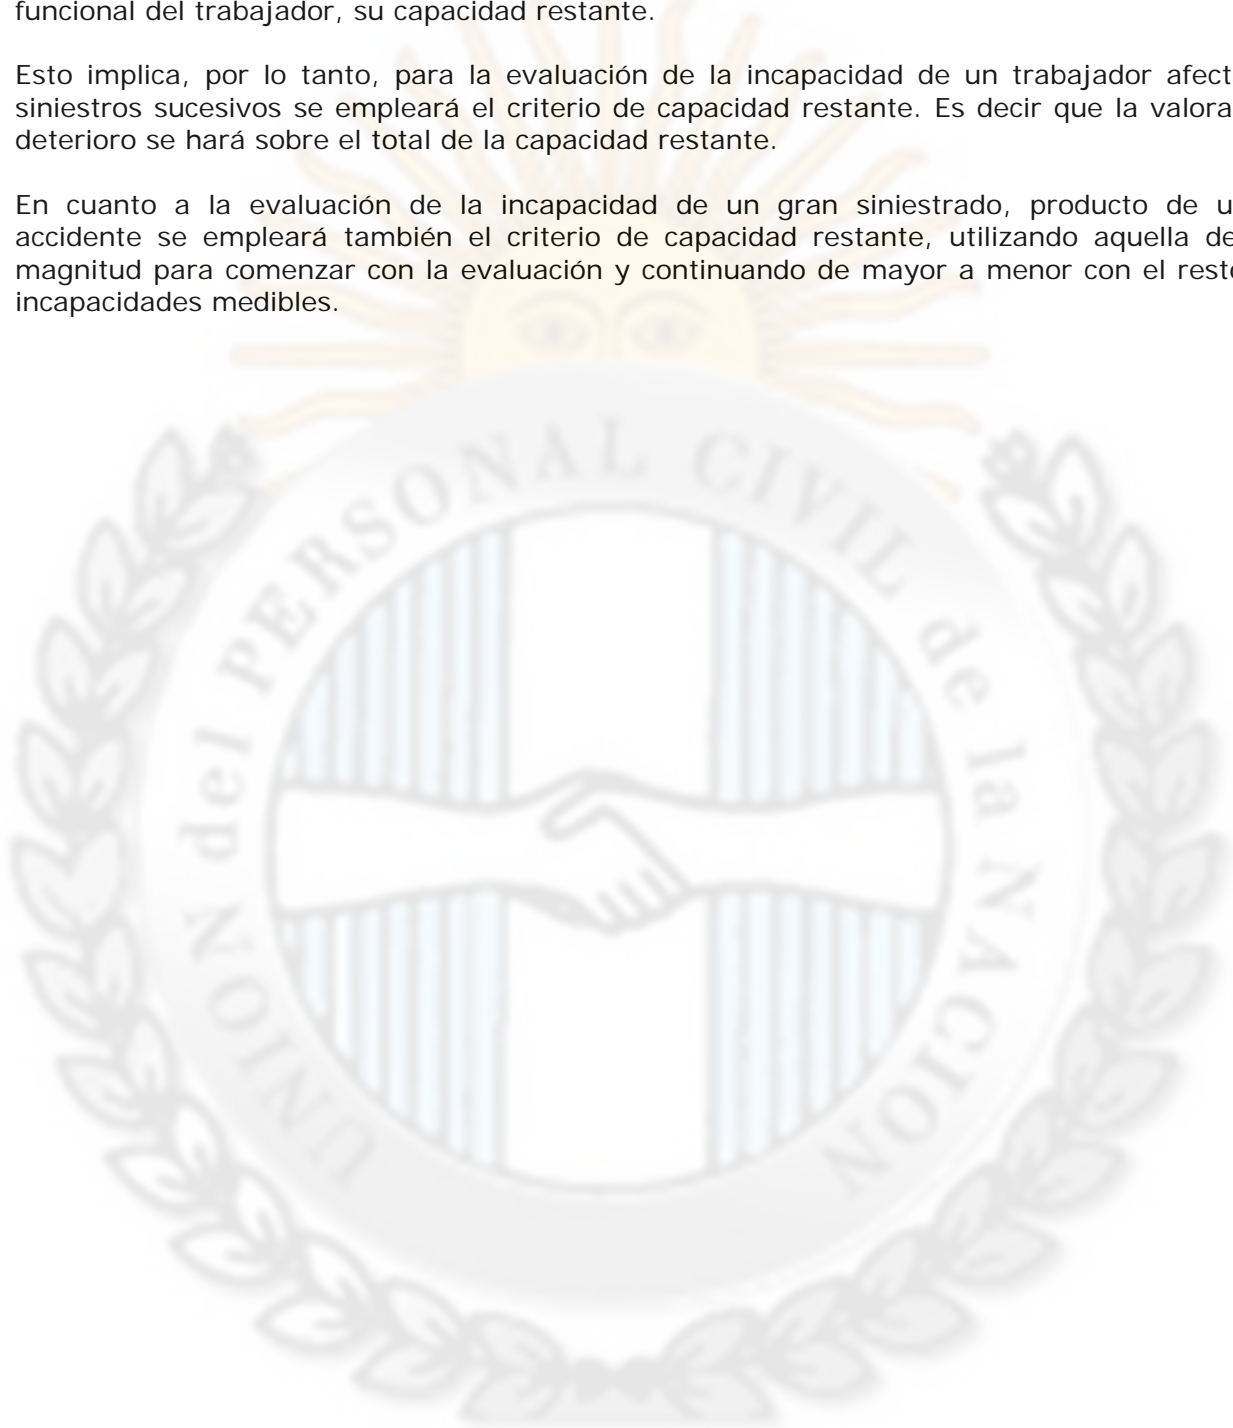 funcional del trabajador, su capacidad restante.
Esto implica, por lo tanto, para la evaluación de la incapacidad de un trabajador afect
siniestros sucesivos se empleará el criterio de capacidad restante. Es decir que la valora
deterioro se hará sobre el total de la capacidad restante.
En cuanto a la evaluación de la incapacidad de un gran siniestrado, producto de u
accidente se empleará también el criterio de capacidad restante, utilizando aquella de
magnitud para comenzar con la evaluación y continuando de mayor a menor con el rest
incapacidades medibles.
UNION del PERSONAL CIVIL de la NACION